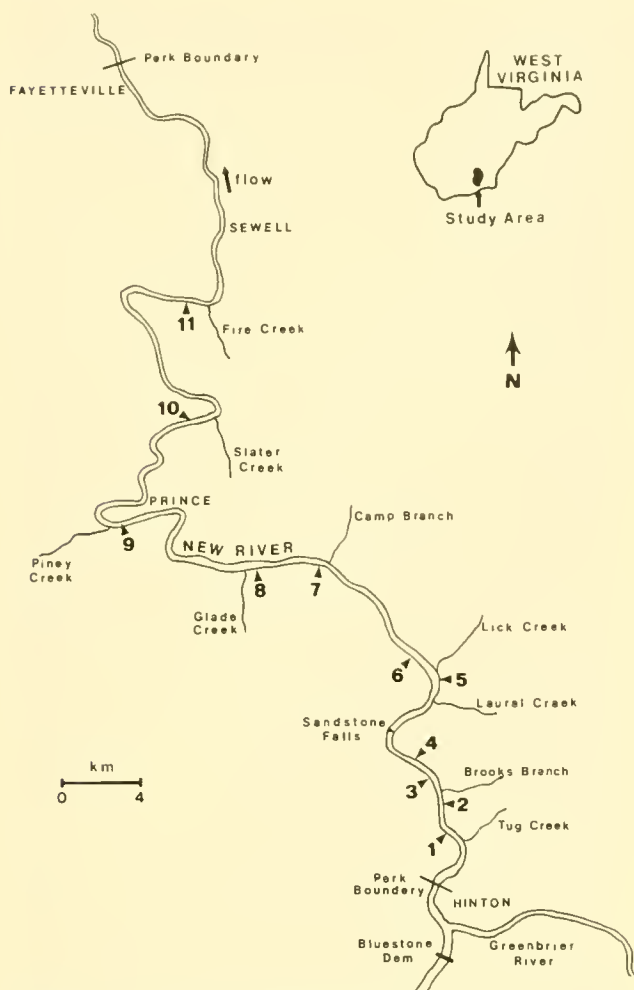 Park Boundary
FAYETTEVILLE
WEST
VIRGINIA
flow
Study Area
SEWELL
11
Fire Creek
N
10
Slater
Creek
PRINCE
Camp Branch
9
NEW RIVER
Piney
Creek
8
7
Glade
Creek
Lick Creek
6
5
Laurel Creek
Sandstone
Falls
4
km
0 4
Brooks Branch
3
2
Tug Creek
1
Park
Boundary
HINTON
Bluestone
Dam
Greenbrier
River